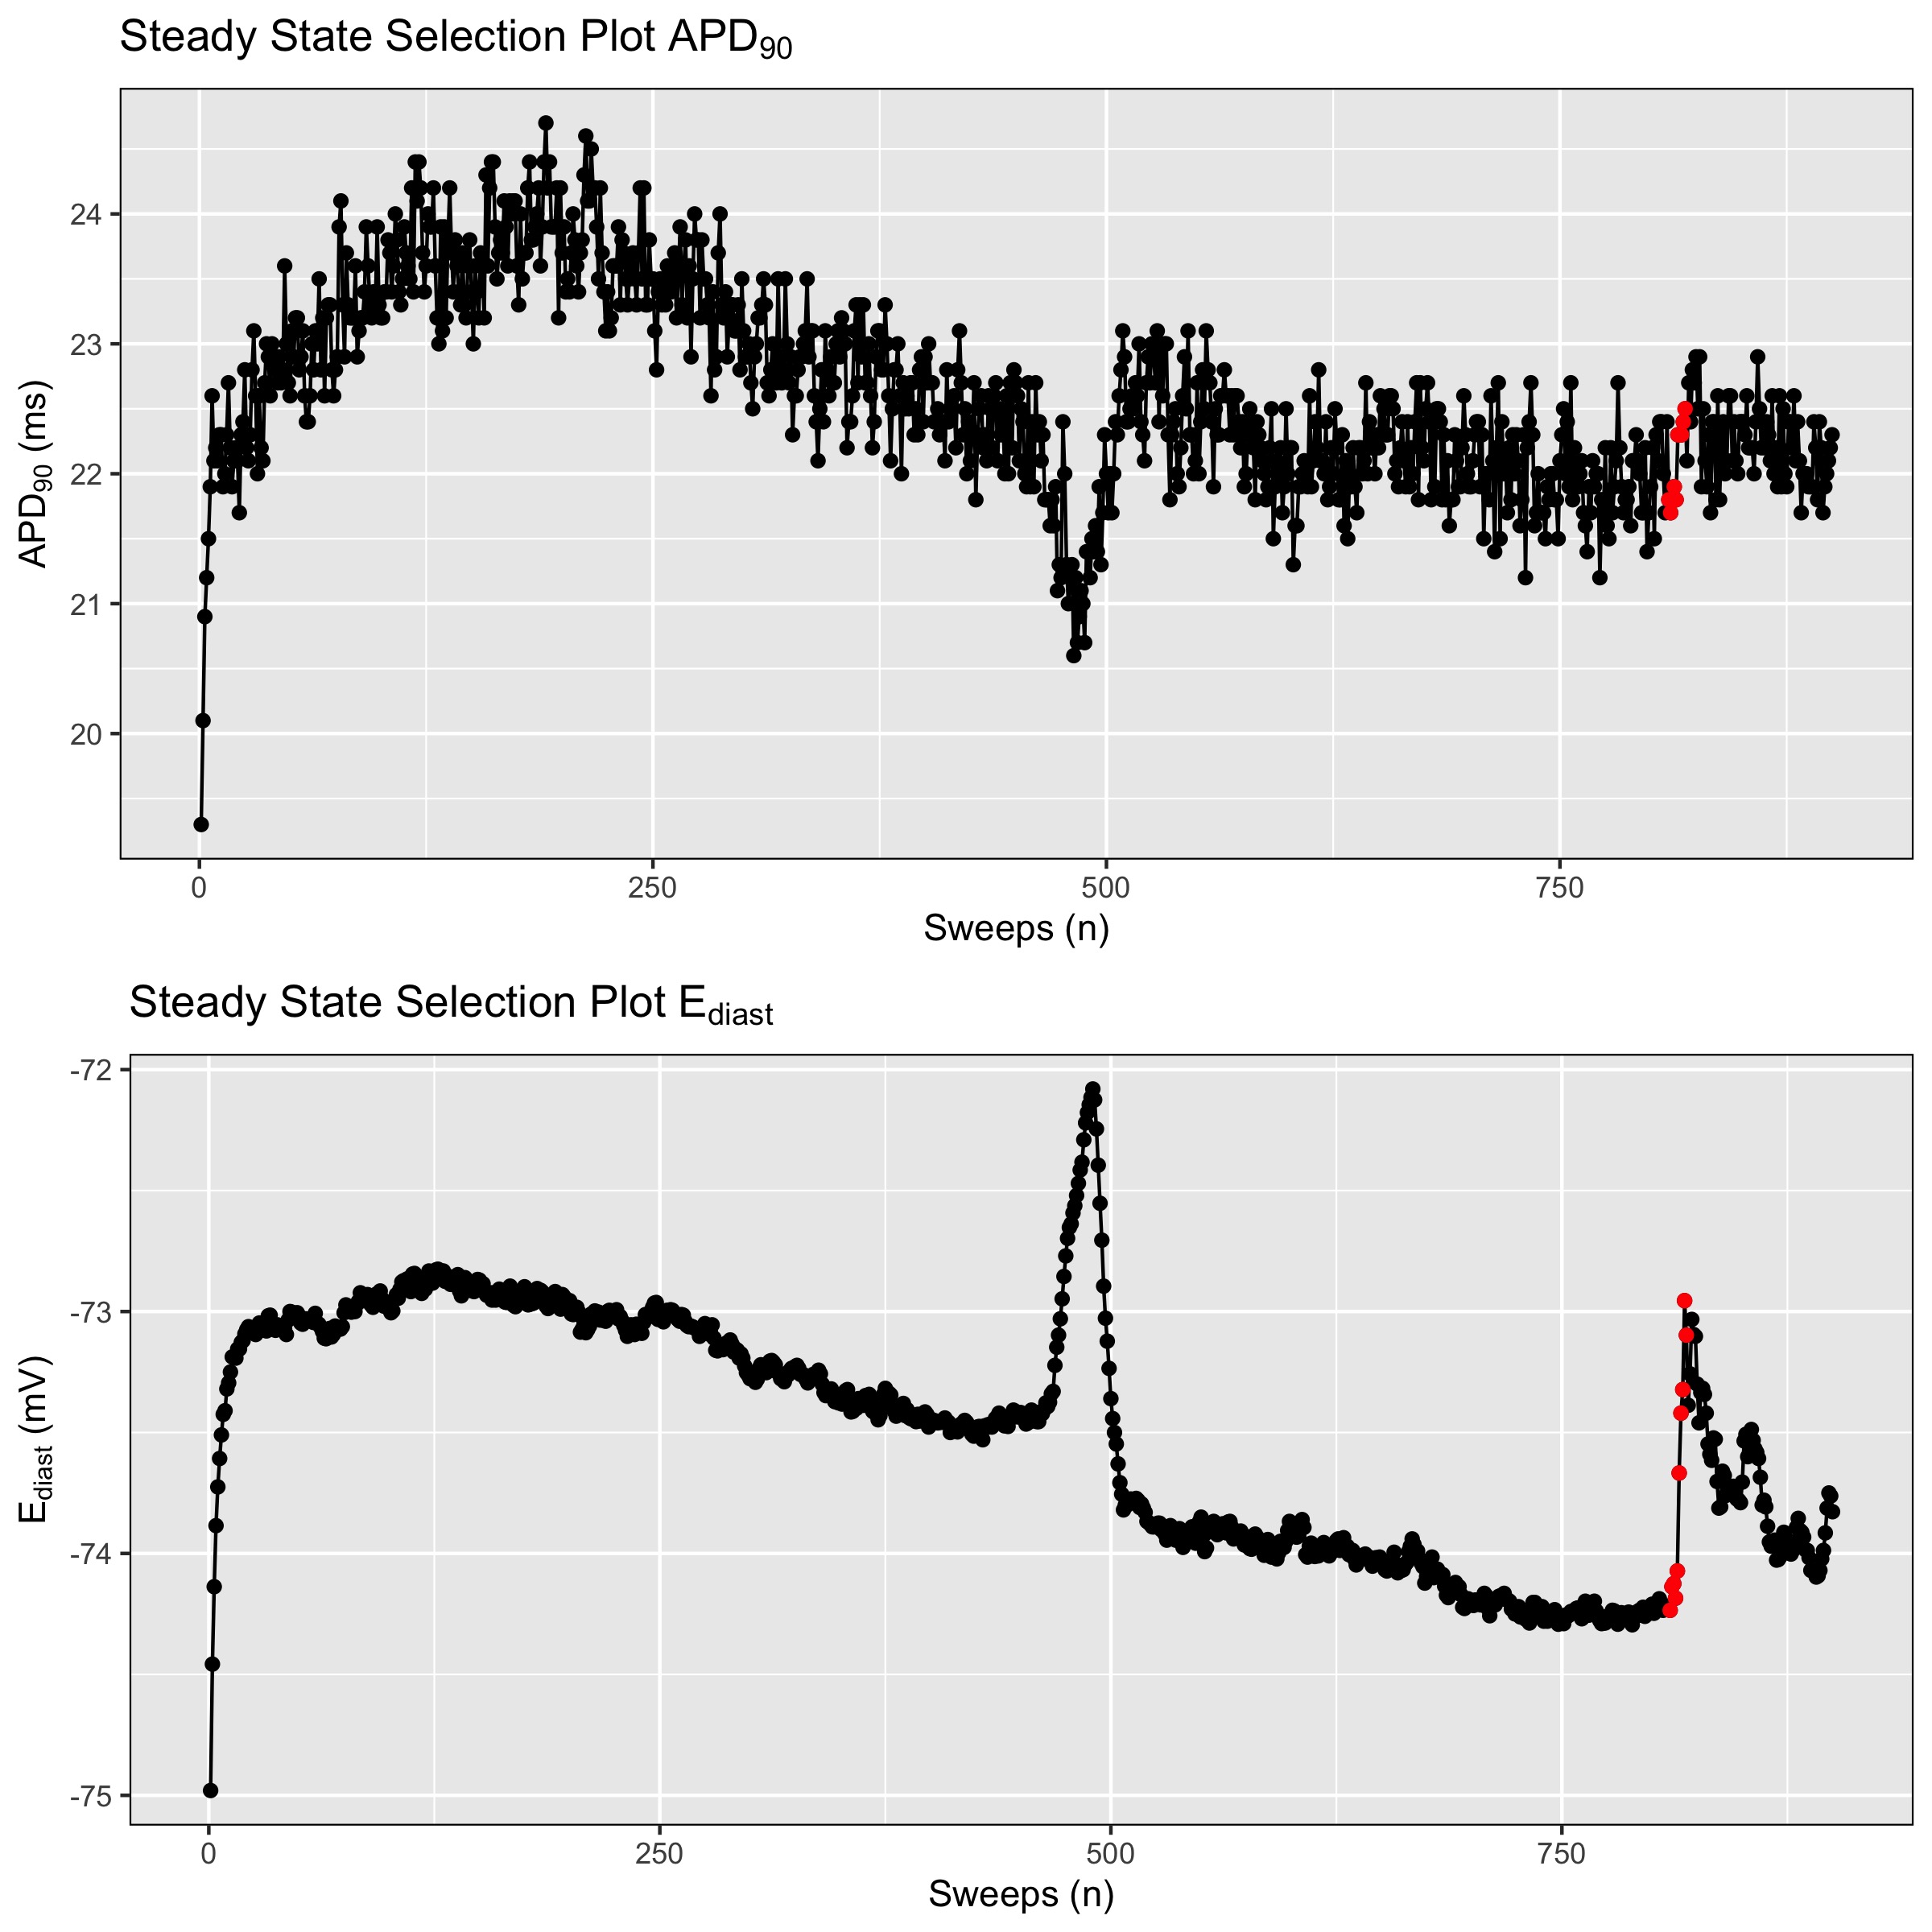 Steady State Selection Plot APD90
24
23
22
21
20
APD90 (ms)
0 250 500 750
Sweeps (n)
Steady State Selection Plot Ediast
-72
-73
-74
-75
Ediast (mV)
0 250 500 750
Sweeps (n)